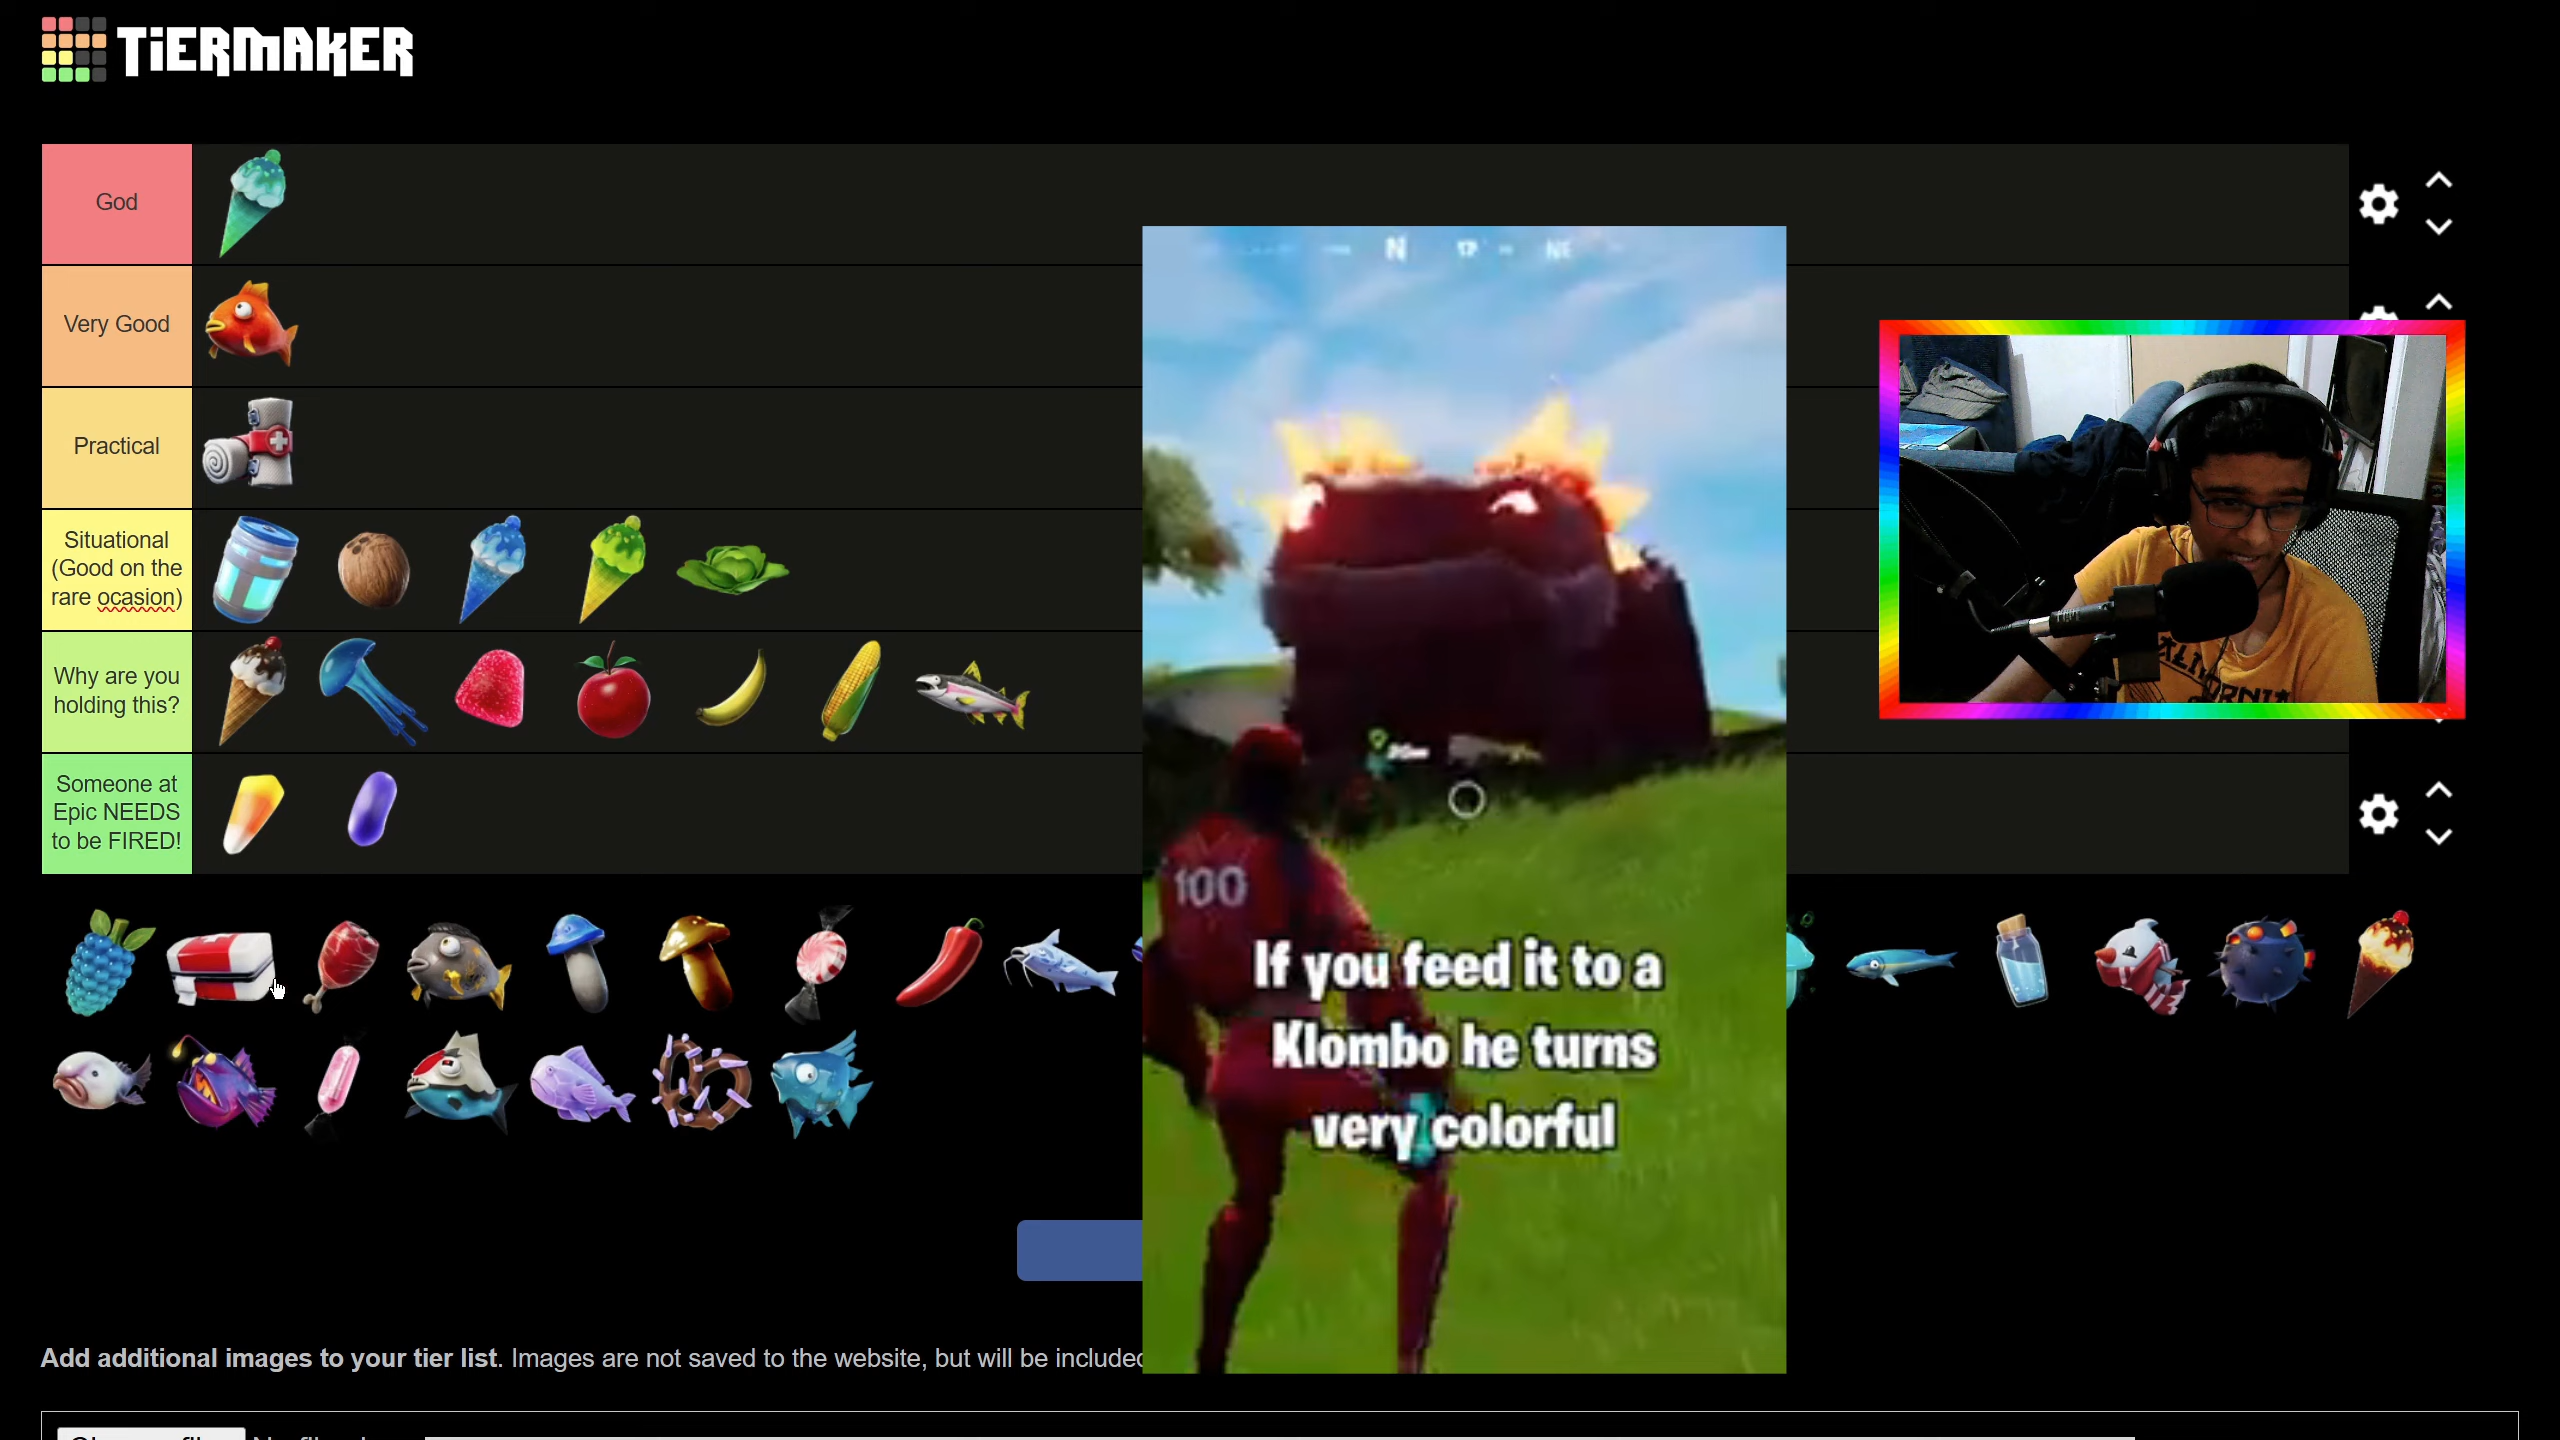 TiERMAKER
God
Very Good
Practical
Situational
(Good on the
rare ocasion)
Why are you
holding this?
Someone at
Epic NEEDS
to be FIRED!
N
NE
100
If you feed it to a
Klombo he turns
very colorful
Add additional images to your tier list. Images are not saved to the website, but will be included